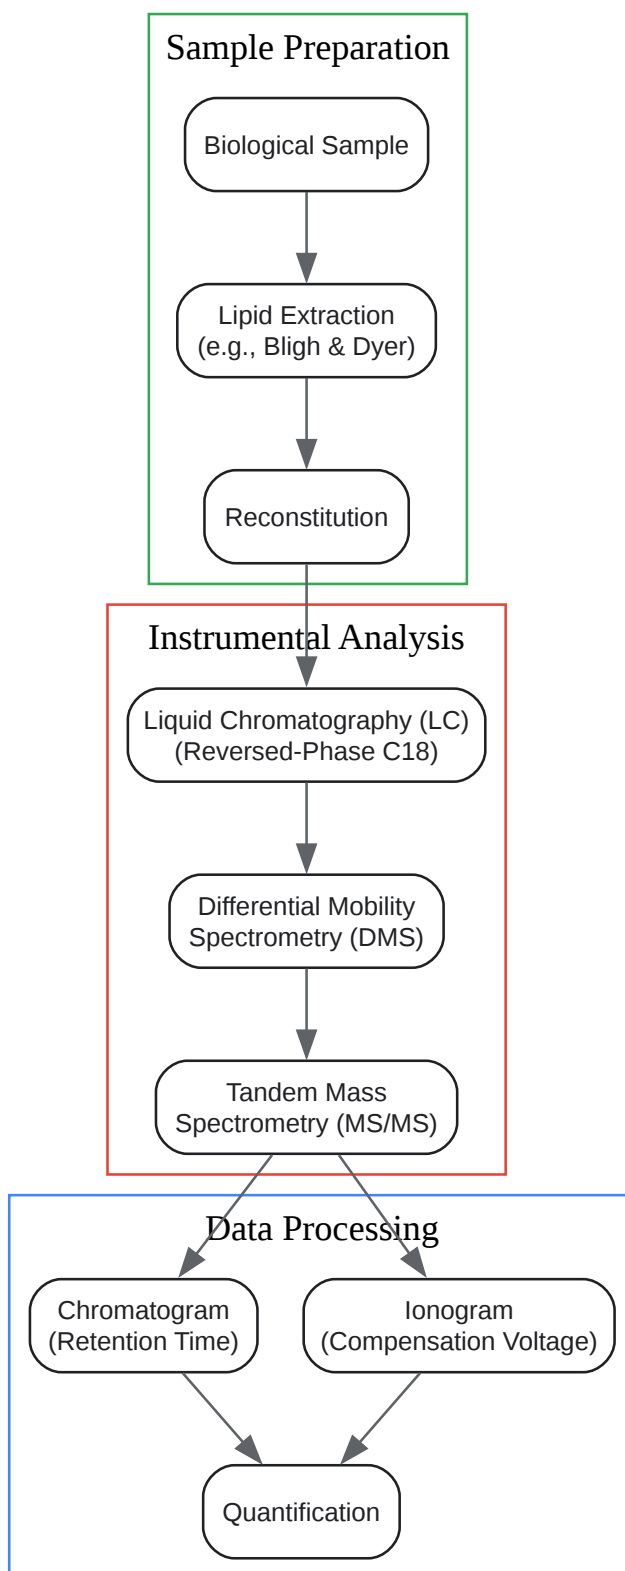 Sample Preparation
Biological Sample
Lipid Extraction
(e.g., Bligh & Dyer)
Reconstitution
Instrumental Analysis
Liquid Chromatography (LC)
(Reversed-Phase C18)
Differential Mobility
Spectrometry (DMS)
Tandem Mass
Spectrometry (MS/MS)
Data Processing
Chromatogram
(Retention Time)
Ionogram
(Compensation Voltage)
Quantification